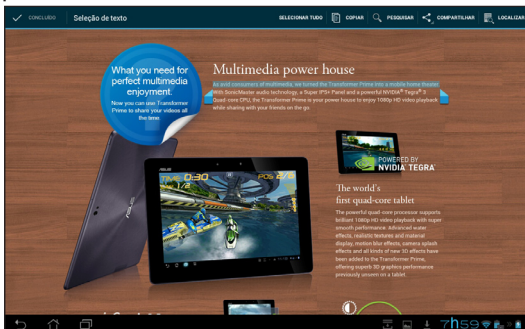 CONCLUÍDO
Seleção de texto
SELECIONAR TUDO
COPIAR
PESQUISAR
COMPARTILHAR
LOCALIZAR
What you need for
perfect multimedia
enjoyment.
Now you can use Transformer
Prime to share your videos all
the time.
Multimedia power house
As avid consumers of multimedia, we turned the Transformer Prime into a mobile home theater.
With SonicMaster audio technology, a Super IPS+ Panel and a powerful NVIDIA® Tegra® 3
Quad-core CPU, the Transformer Prime is your power house to enjoy 1080p HD video playback
while sharing with your friends on the go.
POWERED BY
NVIDIA TEGRA
ASUS
TIME 0:30
POS 2/6
The world's
first quad-core tablet
The powerful quad-core processor supports
brilliant 1080p HD video playback with super
smooth performance. Advanced water
effects, realistic textures and material
display, motion blur effects, camera splash
effects and all kinds of new 3D effects have
been added to the Transformer Prime,
offering superb 3D graphics performance
previously unseen on a tablet.
7h59